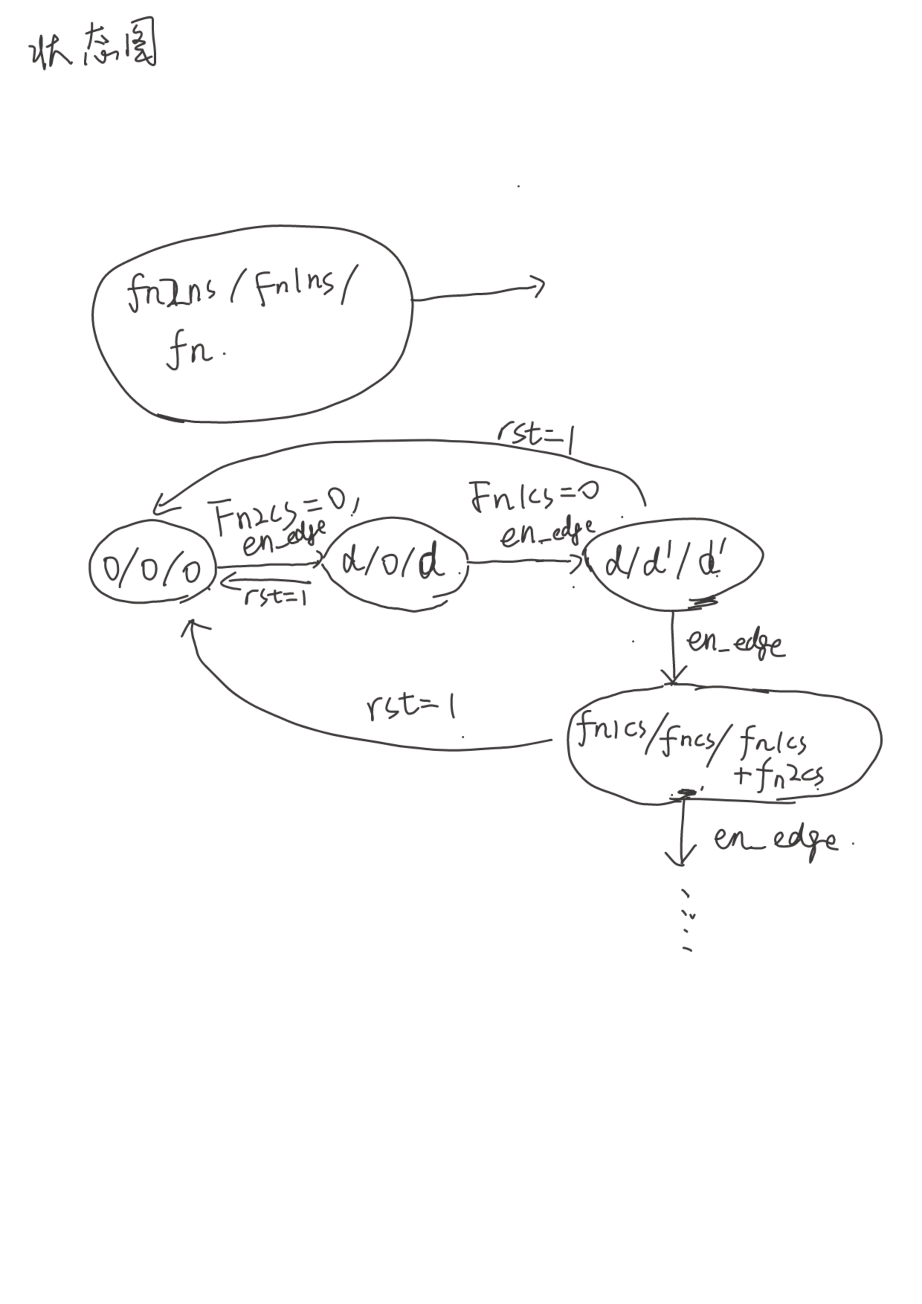 状态图
fn2ns/fn1ns/
fn.
rst=1
Fn2cs=0,
en_edge
Fn1cs=0
en_edge
0/0/0
d/0/d
d/d'/d'
rst=1
en_edge
rst=1
fn1cs/fncs/fn1cs
+fn2cs
en_edge.